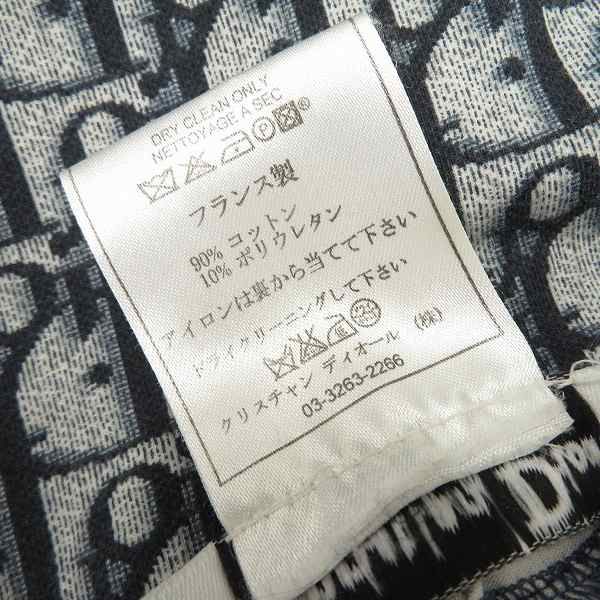 DRY CLEAN ONLY
NETTOYAGE A SEC
P
®
フランス製
90% コットン
10% ポリウレタン
アイロンは裏から当てて下さい
ドライクリーニングして下さい
クリスチャン ディオール (株)
03-3263-2266